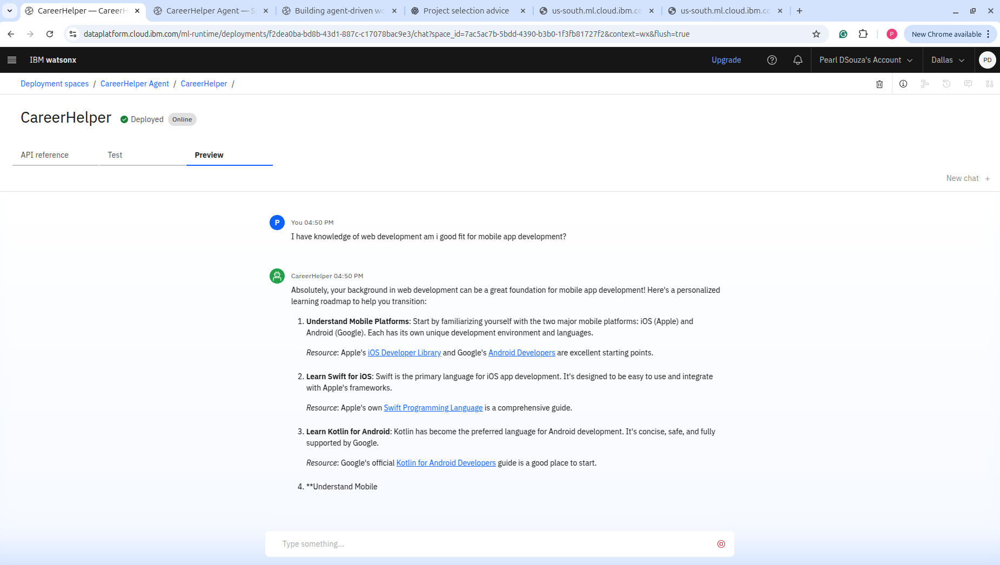 CareerHelper — CareerH
CareerHelper Agent — S
Building agent-driven wo
Project selection advice
us-south.ml.cloud.ibm.co
us-south.ml.cloud.ibm.co
dataplatform.cloud.ibm.com/ml-runtime/deployments/f2dea0ba-bd8b-43d1-887c-c17078bac9e3/chat?space_id=7ac5ac7b-5bdd-4390-b3b0-1f3fb81727f2&context=wx&flush=true
P
New Chrome available
IBM watsonx
Upgrade
Pearl DSouza's Account
Dallas
PD
Deployment spaces / CareerHelper Agent / CareerHelper /
CareerHelper
Deployed
Online
API reference
Test
Preview
New chat +
P
You 04:50 PM
I have knowledge of web development am i good fit for mobile app development?
CareerHelper 04:50 PM
Absolutely, your background in web development can be a great foundation for mobile app development! Here's a personalized
learning roadmap to help you transition:
1. Understand Mobile Platforms: Start by familiarizing yourself with the two major mobile platforms: iOS (Apple) and
Android (Google). Each has its own unique development environment and languages.
Resource: Apple's iOS Developer Library and Google's Android Developers are excellent starting points.
2. Learn Swift for iOS: Swift is the primary language for iOS app development. It's designed to be easy to use and integrate
with Apple's frameworks.
Resource: Apple's own Swift Programming Language is a comprehensive guide.
3. Learn Kotlin for Android: Kotlin has become the preferred language for Android development. It's concise, safe, and fully
supported by Google.
Resource: Google's official Kotlin for Android Developers guide is a good place to start.
4. **Understand Mobile
Type something...